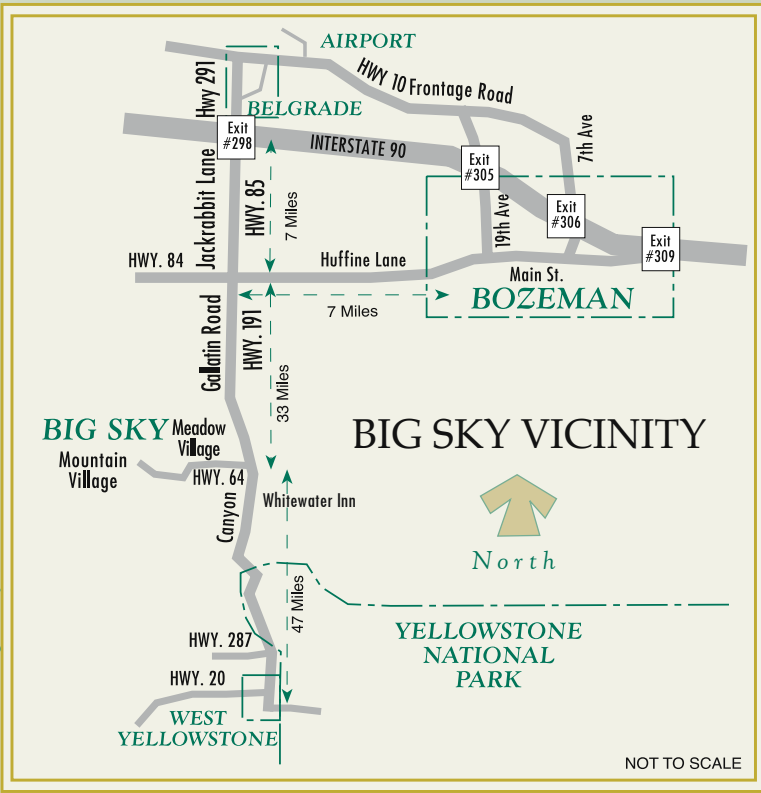 AIRPORT
HWY 10 Frontage Road
Hwy 291
BELGRADE
7th Ave
Exit
#298
INTERSTATE 90
Exit
#305
Jackrabbit Lane
HWY. 85
7 Miles
19th Ave
Exit
#306
Exit
#309
HWY. 84
Huffine Lane
Main St.
BOZEMAN
7 Miles
Gallatin Road
HWY. 191
33 Miles
BIG SKY
Meadow
Village
Mountain
Village
HWY. 64
BIG SKY VICINITY
Whitewater Inn
Canyon
North
47 Miles
YELLOWSTONE
NATIONAL
PARK
HWY. 287
HWY. 20
WEST
YELLOWSTONE
NOT TO SCALE